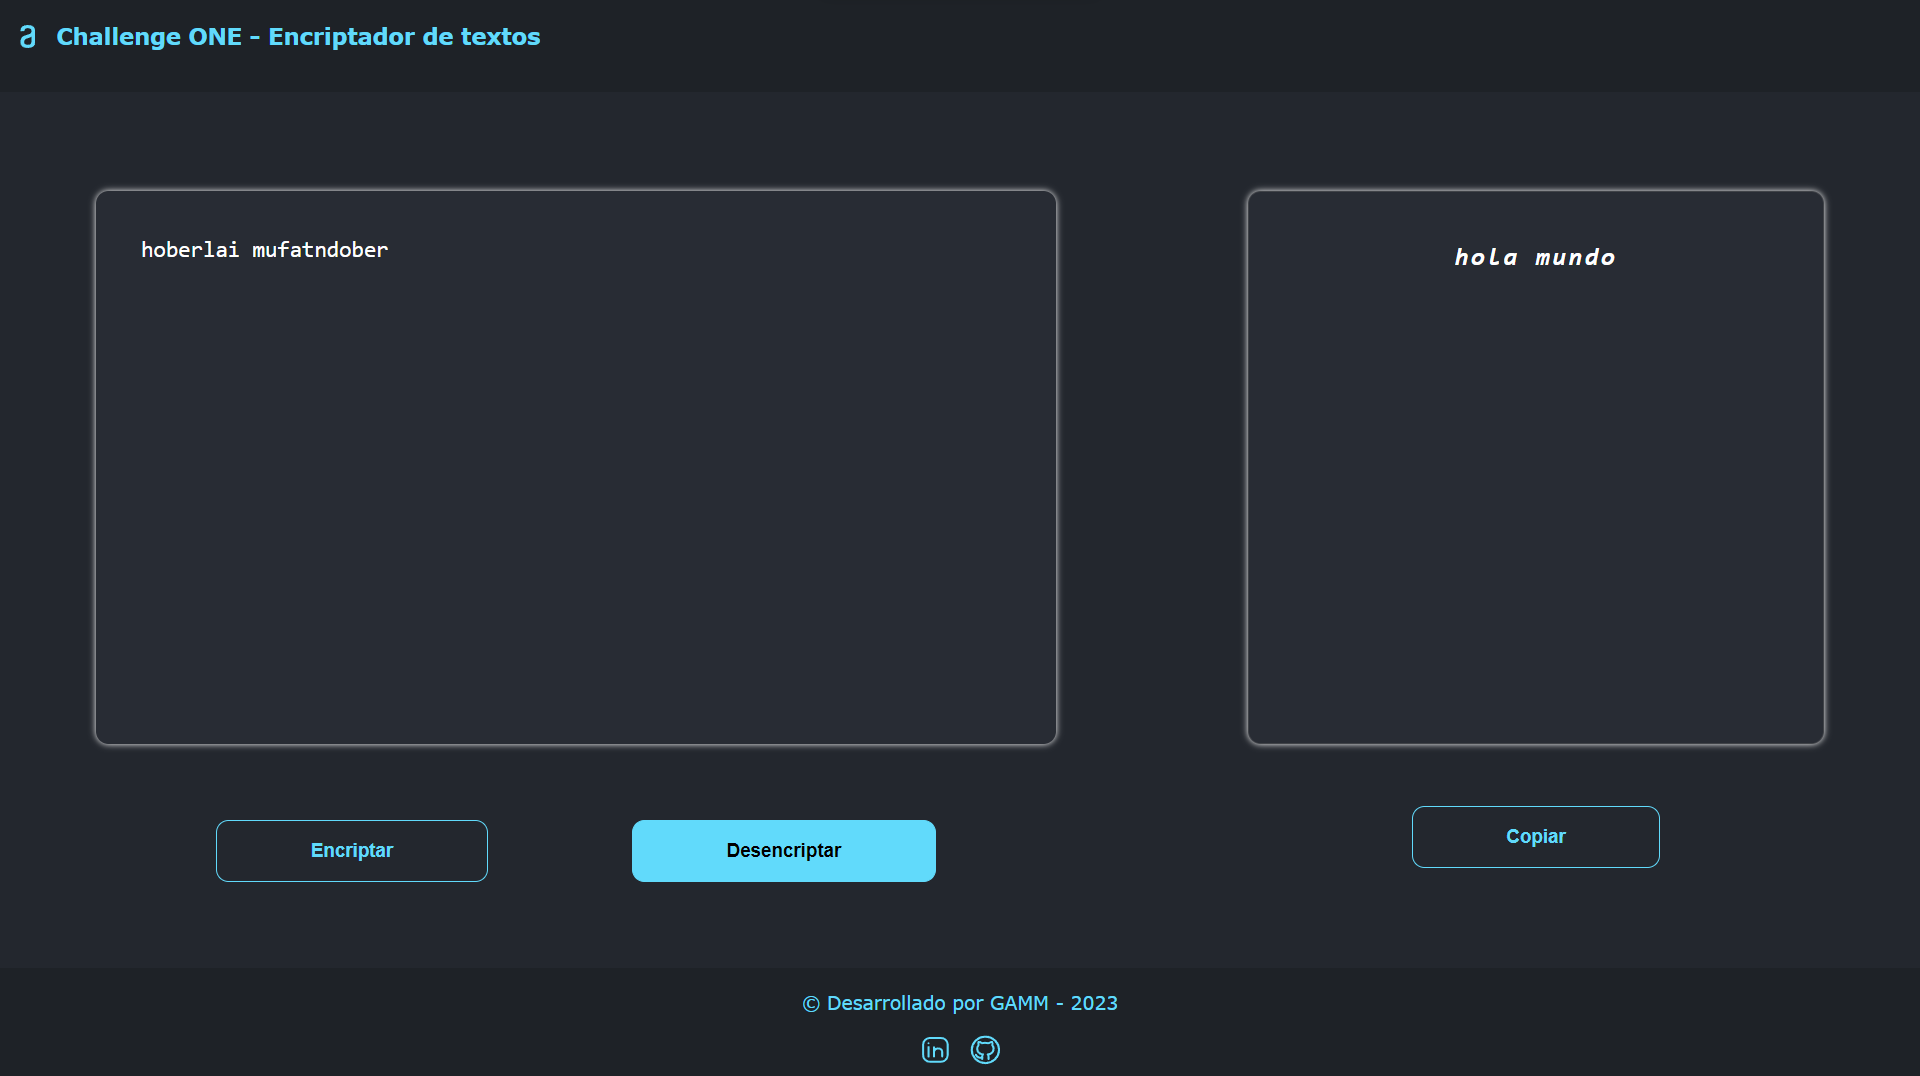 Challenge ONE - Encriptador de textos
hoberlai mufatndober
hola mundo
Encriptar
Desencriptar
Copiar
© Desarrollado por GAMM - 2023